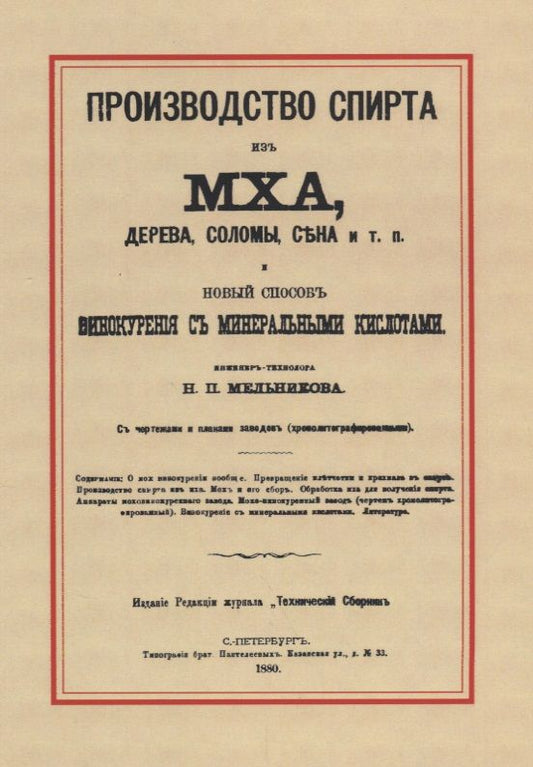 ПРОИЗВОДСТВО СПИРТА
ИЗЪ
МХА,
ДЕРЕВА, СОЛОМЫ, СѢНА и т. п.
и
НОВЫЙ СПОСОБЪ
ВИНОКУРЕНІЯ СЪ МИНЕРАЛЬНЫМИ КИСЛОТАМИ.
ИНЖЕНЕРЪ-ТЕХНОЛОГА
Н. П. МЕЛЬНИКОВА.
Съ чертежами и планами заводовъ (хромолитографированными).
Содержаніе: О мох винокуреніи вообще. Превращеніе клѣтчатки и крахмала въ
Производство спирта изъ мха. Мохъ и его сборъ. Обработка мха для полученія спирта.
Аппараты моховинокуреннаго завода. Мохо-винокуренный заводъ (чертежъ хромолитогра-
фированный). Винокуреніе съ минеральными кислотами. Литература.
Изданіе Редакціи журнала „Техническій Сборникъ
С.-ПЕТЕРБУРГЪ.
Типографія брат. Пантелеевыхъ. Казанская ул., д. № 33.
1880.